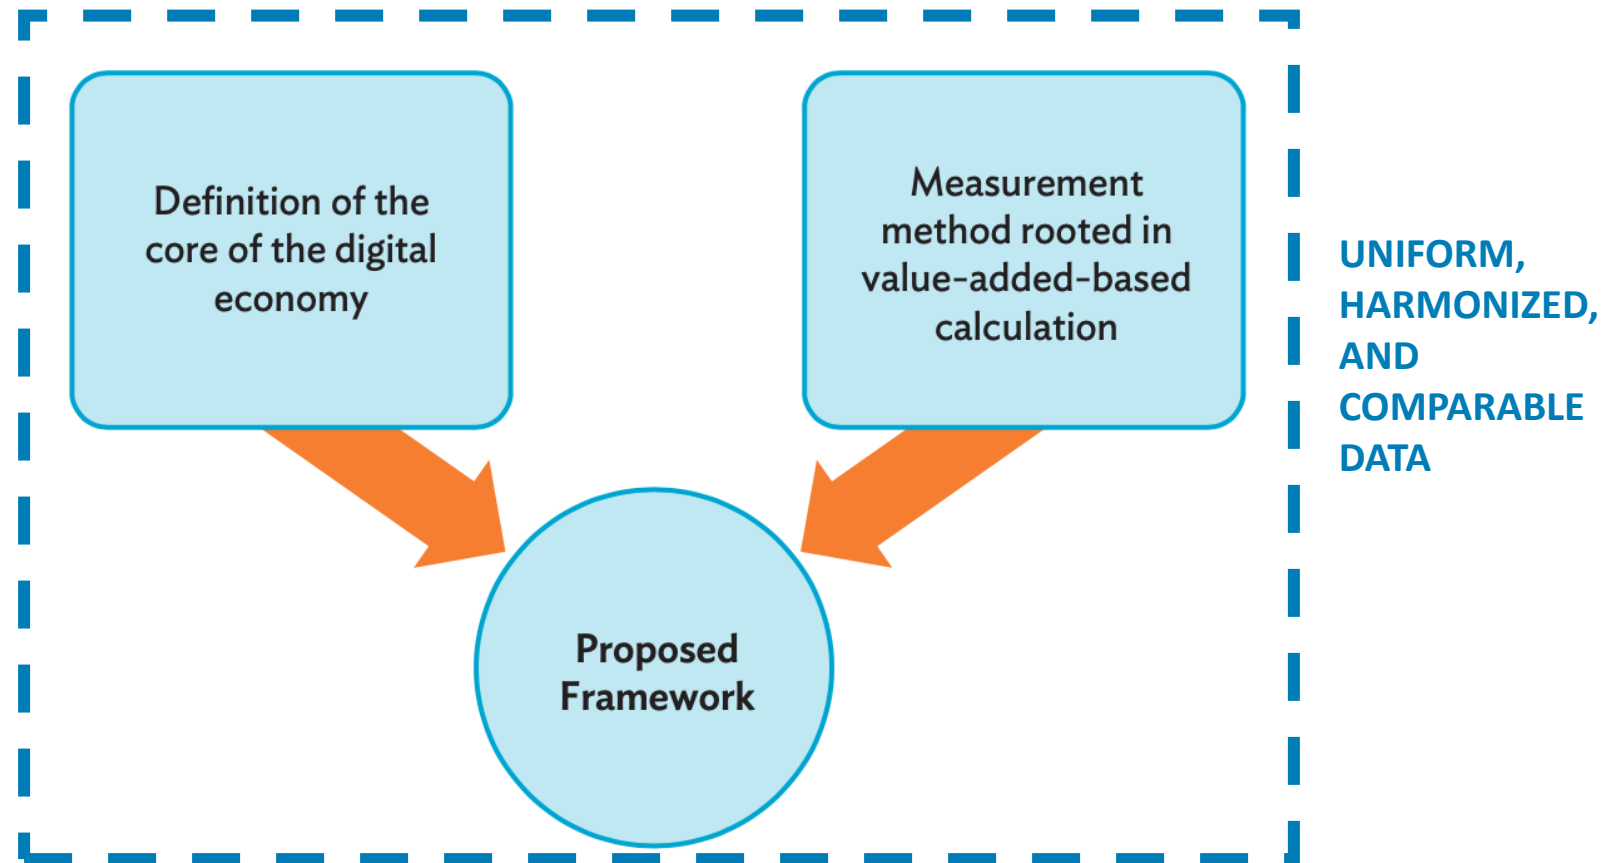 Definition of the
core of the digital
economy
Measurement
method rooted in
value-added-based
calculation
UNIFORM,
HARMONIZED,
AND
COMPARABLE
DATA
Proposed
Framework